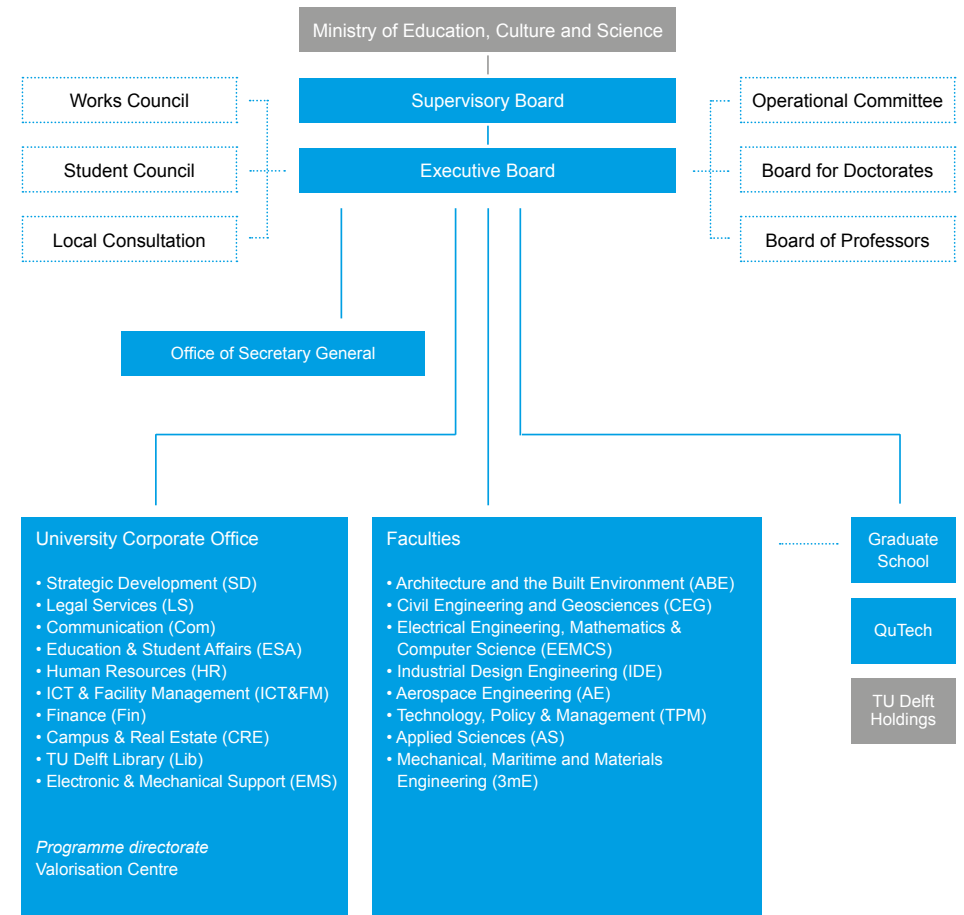 Ministry of Education, Culture and Science
Works Council
Supervisory Board
Operational Committee
Student Council
Executive Board
Board for Doctorates
Local Consultation
Board of Professors
Office of Secretary General
University Corporate Office
• Strategic Development (SD)
• Legal Services (LS)
• Communication (Com)
• Education & Student Affairs (ESA)
• Human Resources (HR)
• ICT & Facility Management (ICT&FM)
• Finance (Fin)
• Campus & Real Estate (CRE)
• TU Delft Library (Lib)
• Electronic & Mechanical Support (EMS)
Programme directorate
Valorisation Centre
Faculties
• Architecture and the Built Environment (ABE)
• Civil Engineering and Geosciences (CEG)
• Electrical Engineering, Mathematics &
Computer Science (EEMCS)
• Industrial Design Engineering (IDE)
• Aerospace Engineering (AE)
• Technology, Policy & Management (TPM)
• Applied Sciences (AS)
• Mechanical, Maritime and Materials
Engineering (3mE)
Graduate
School
QuTech
TU Delft
Holdings